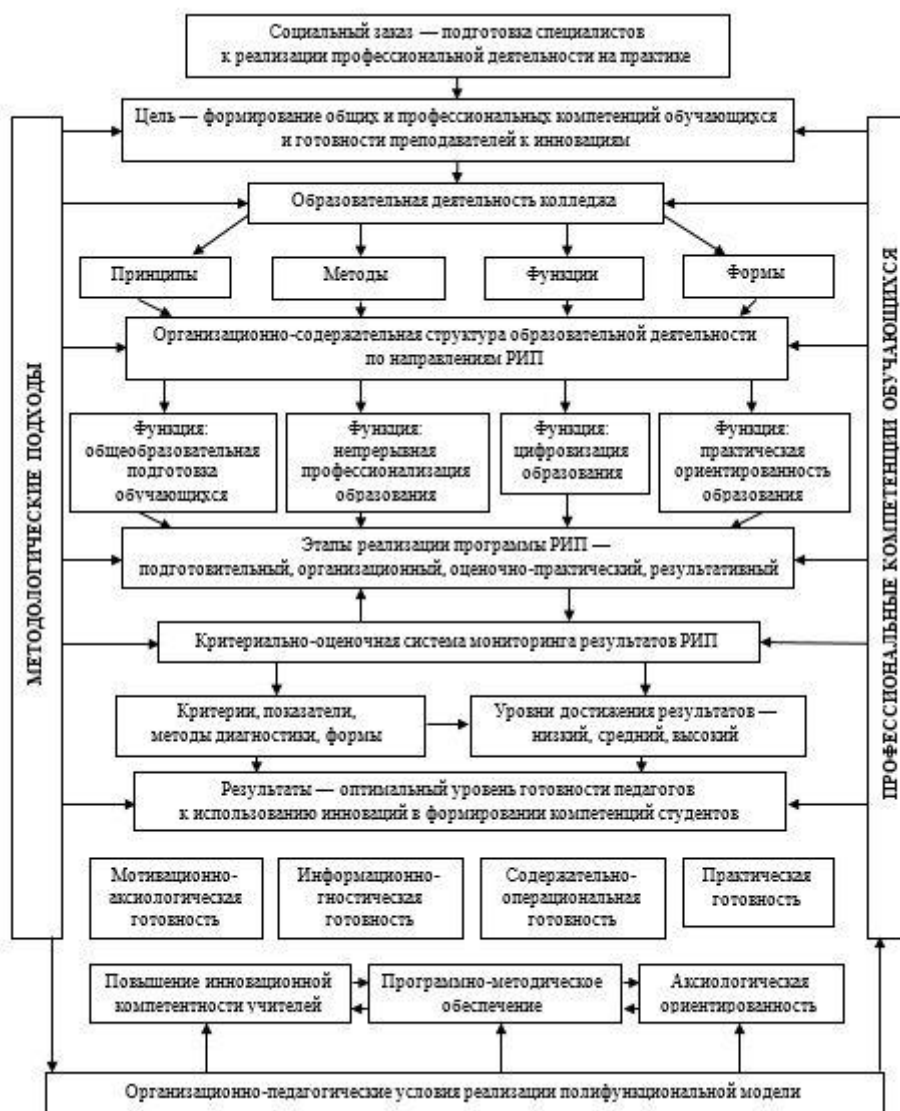 Социальный заказ — подготовка специалистов
к реализации профессиональной деятельности на практике
Цель — формирование общих и профессиональных компетенций обучающихся
и готовности преподавателей к инновациям
Образовательная деятельность колледжа
Принципы
Методы
Функции
Формы
Организационно-содержательная структура образовательной деятельности
по направлениям РИП
МЕТОДОЛОГИЧЕСКИЕ ПОДХОДЫ
ПРОФЕССИОНАЛЬНЫЕ КОМПЕТЕНЦИИ ОБУЧАЮЩИХСЯ
Функция:
общеобразовательная
подготовка
обучающихся
Функция:
непрерывная
профессионализация
образования
Функция:
цифровизация
образования
Функция:
практическая
ориентированность
образования
Этапы реализации программы РИП —
подготовительный, организационный, оценочно-практический, результативный
Критериально-оценочная система мониторинга результатов РИП
Критерии, показатели,
методы диагностики, формы
Уровни достижения результатов —
низкий, средний, высокий
Результаты — оптимальный уровень готовности педагогов
к использованию инноваций в формировании компетенций студентов
Мотивационно-
аксиологическая
готовность
Информационно-
гностическая
готовность
Содержательно-
операциональная
готовность
Практическая
готовность
Повышение инновационной
компетентности учителей
Программно-методическое
обеспечение
Аксиологическая
ориентированность
Организационно-педагогические условия реализации полифункциональной модели